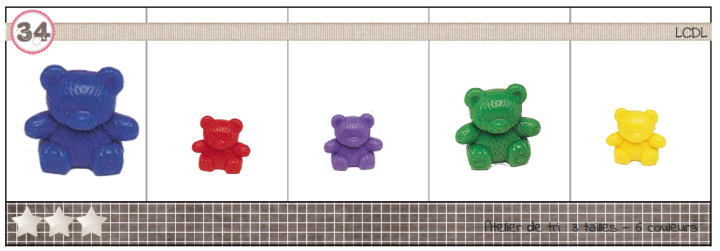 34
LCDL
Atelier de tri : 3 tailles - 6 couleurs